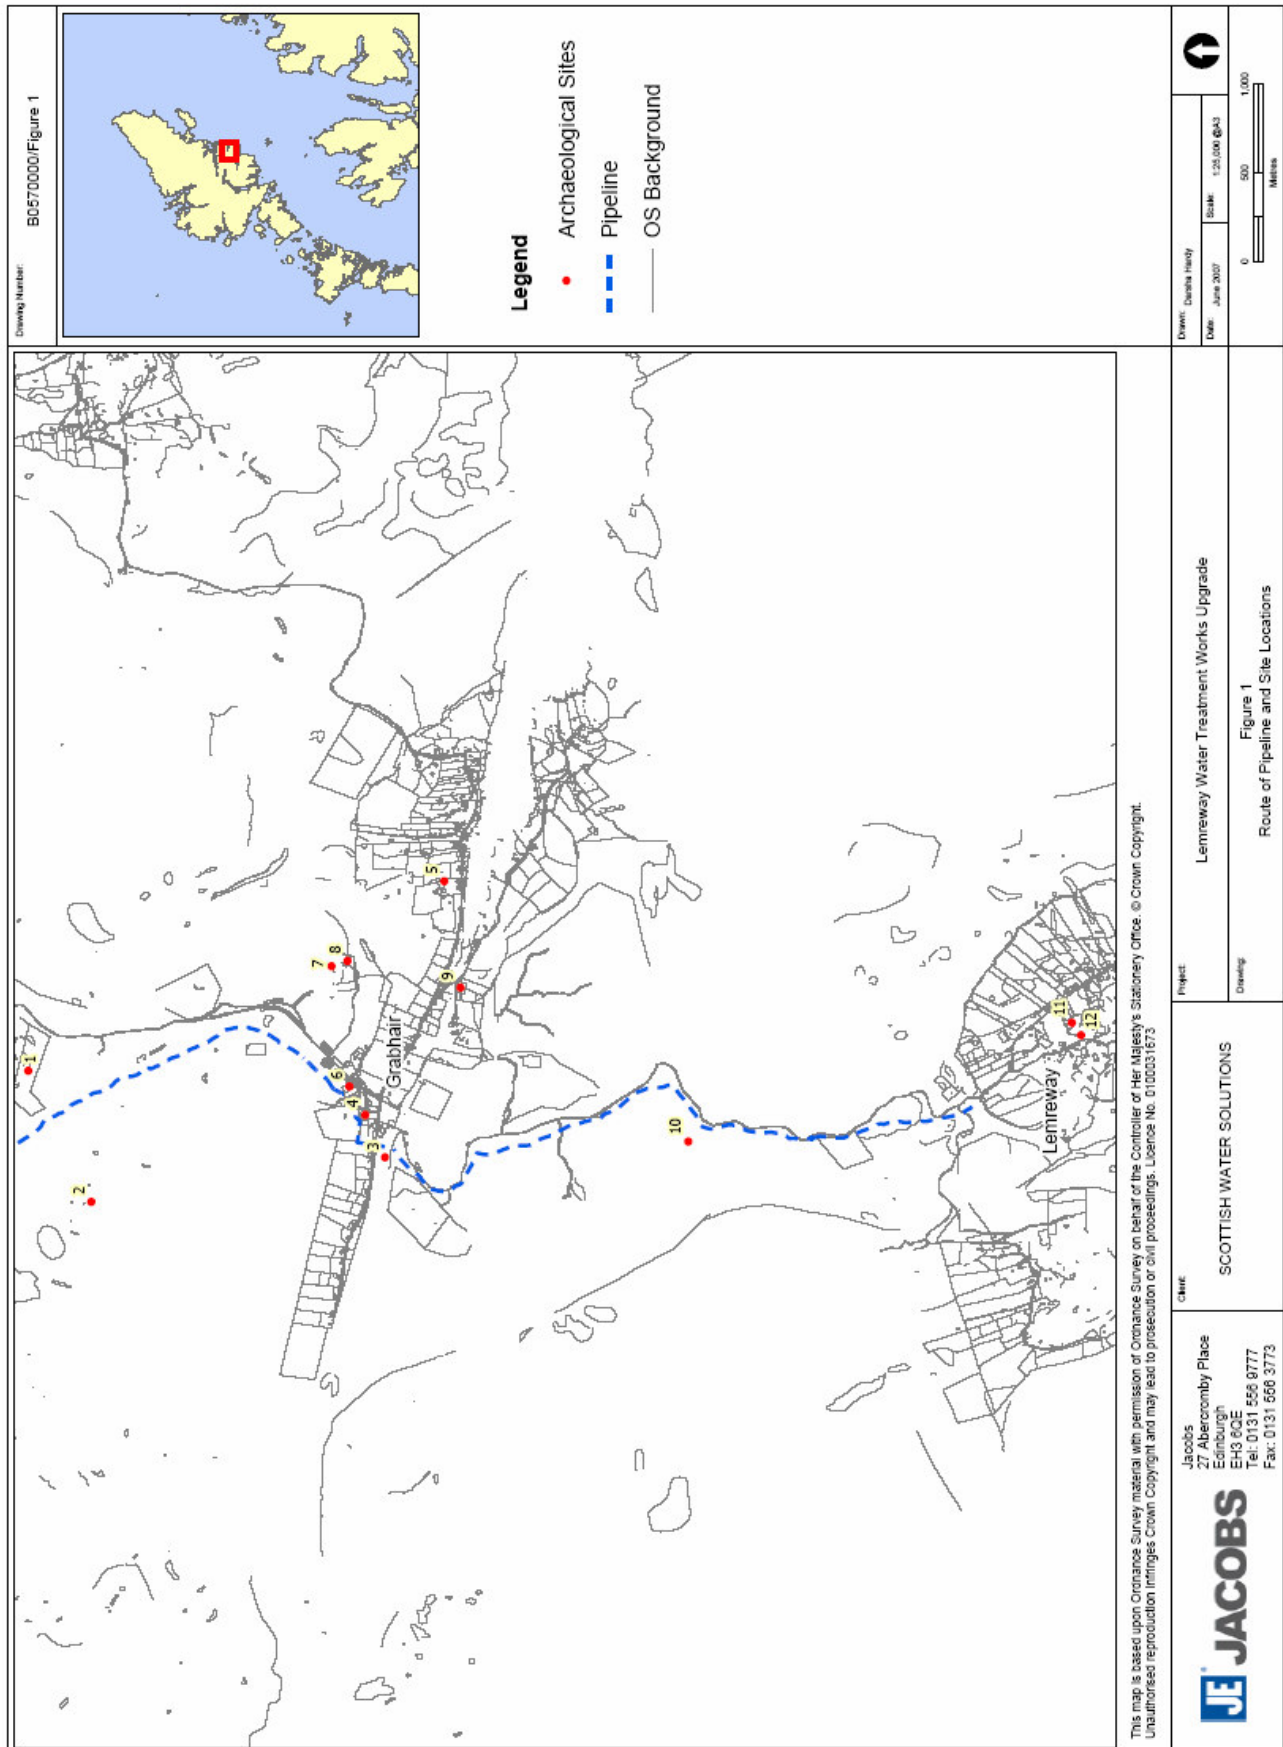 Drawing Number:
B0570000/Figure 1
Legend
Archaeological Sites
Pipeline
OS Background
1
2
3
4
5
6
7
8
9
10
11
12
Grabhair
Lemreway
This map is based upon Ordnance Survey material with permission of Ordnance Survey on behalf of the Controller of Her Majesty's Stationery Office. © Crown Copyright.
Unauthorised reproduction infringes Crown Copyright and may lead to prosecution or civil proceedings. Licence No. 0100031673
JE JACOBS
Jacobs
27 Abercromby Place
Edinburgh
EH3 6QE
Tel: 0131 556 9777
Fax: 0131 556 3773
Client:
SCOTTISH WATER SOLUTIONS
Project:
Lemreway Water Treatment Works Upgrade
Drawing:
Figure 1
Route of Pipeline and Site Locations
Drawn: Hardy
Date: June 2007
Scale: 1:25,000 @A3
0 500 1,000
Metres